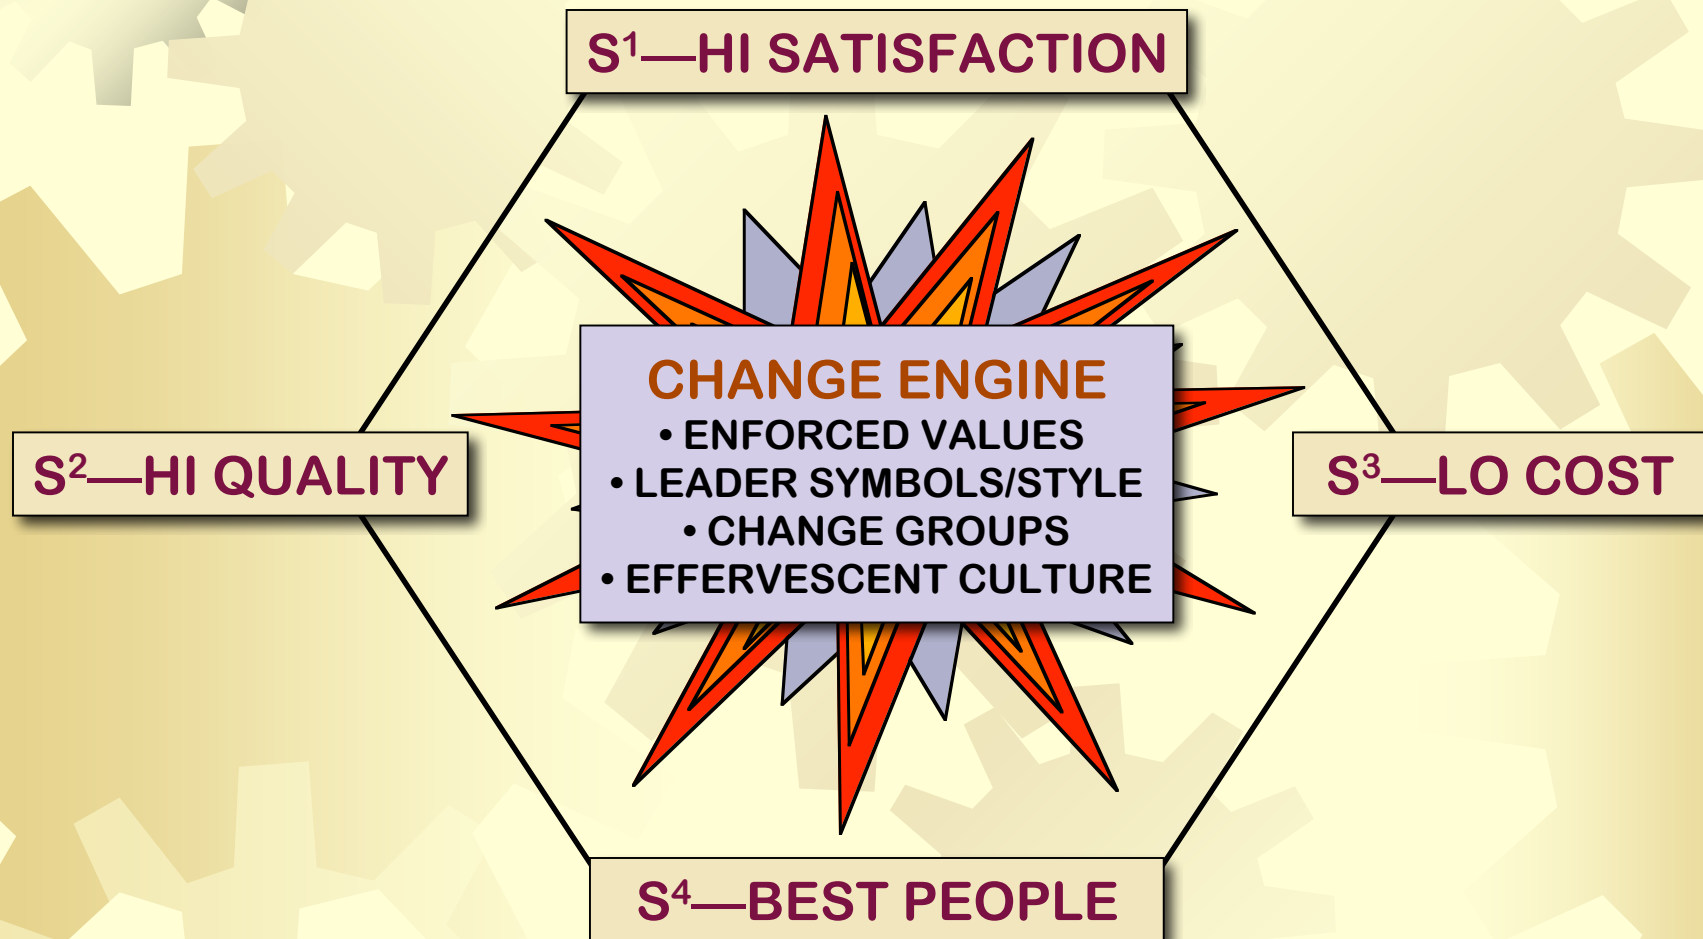 S¹—HI SATISFACTION
CHANGE ENGINE
• ENFORCED VALUES
• LEADER SYMBOLS/STYLE
• CHANGE GROUPS
• EFFERVESCENT CULTURE
S²—HI QUALITY
S³—LO COST
S⁴—BEST PEOPLE